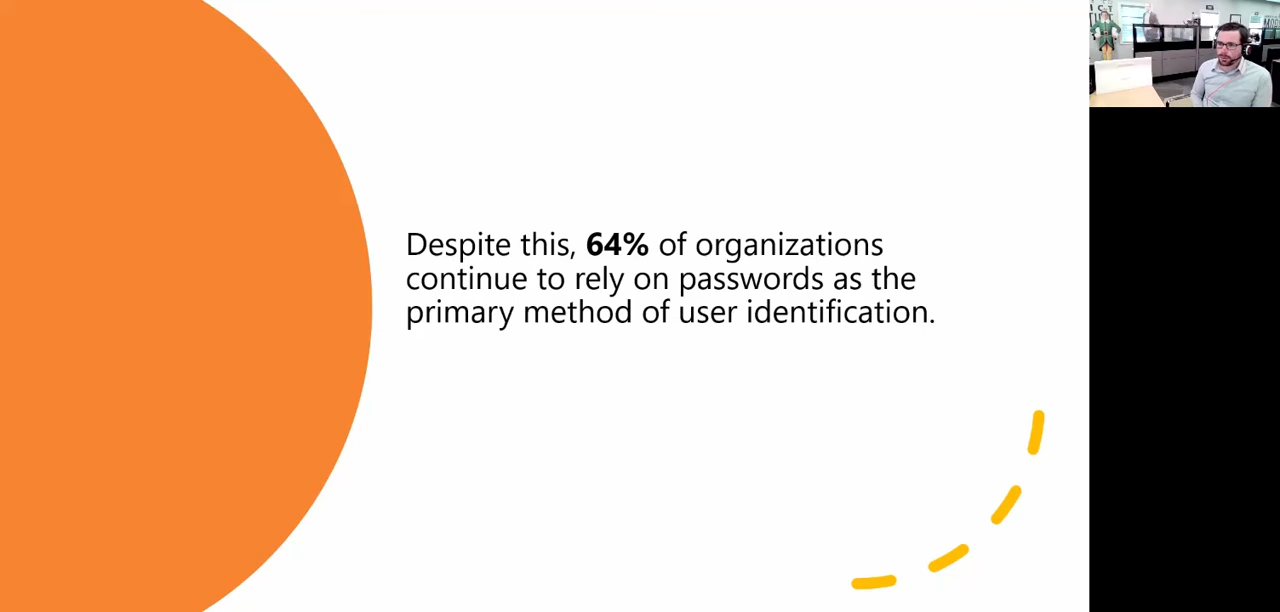 Despite this, 64% of organizations
continue to rely on passwords as the
primary method of user identification.